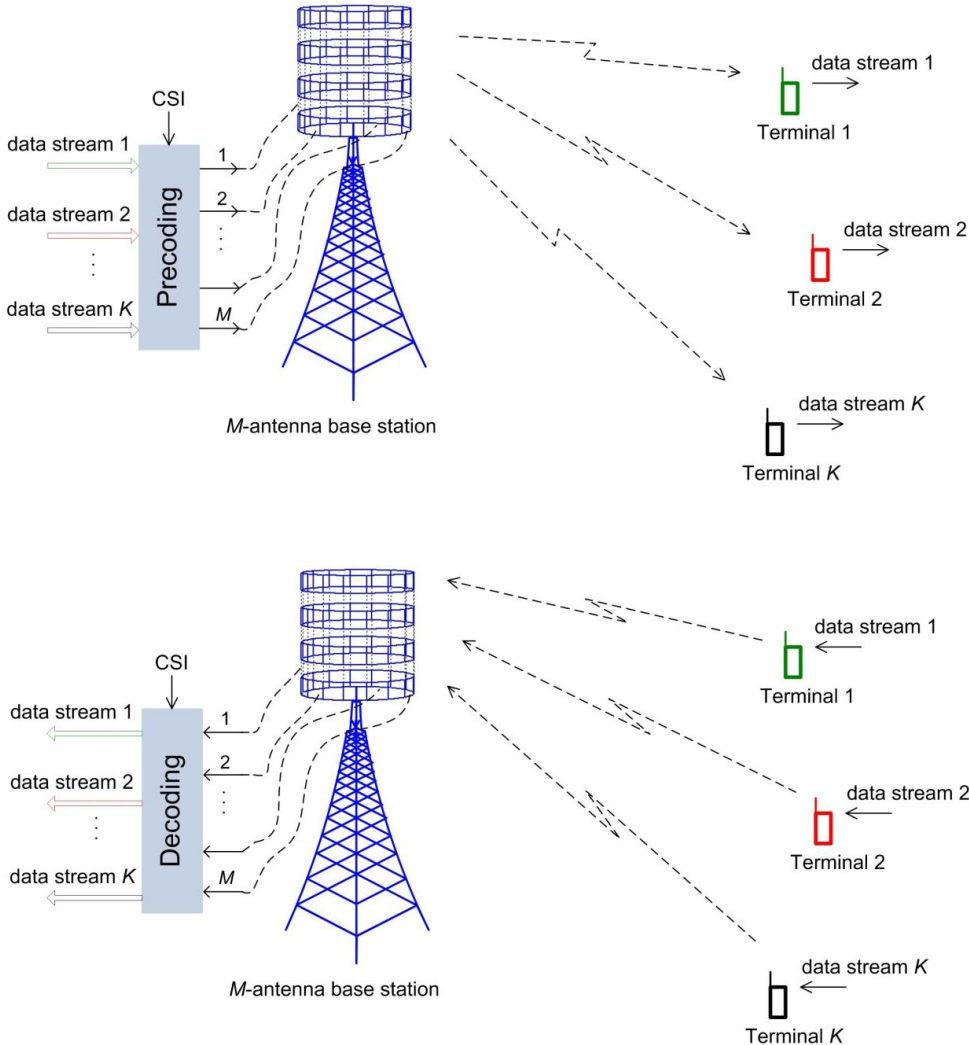 CSI
data stream 1
1
data stream 1
Terminal 1
data stream 2
2
Precoding
data stream 2
Terminal 2
data stream K
M
M-antenna base station
data stream K
Terminal K
CSI
data stream 1
1
data stream 1
Terminal 1
data stream 2
2
Decoding
data stream 2
Terminal 2
data stream K
M
M-antenna base station
data stream K
Terminal K